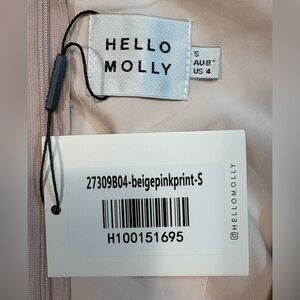 HELLO
MOLLY
S
AU8
US 4
27309B04-beigepinkprint-S
H100151695
HELLOMOLLY